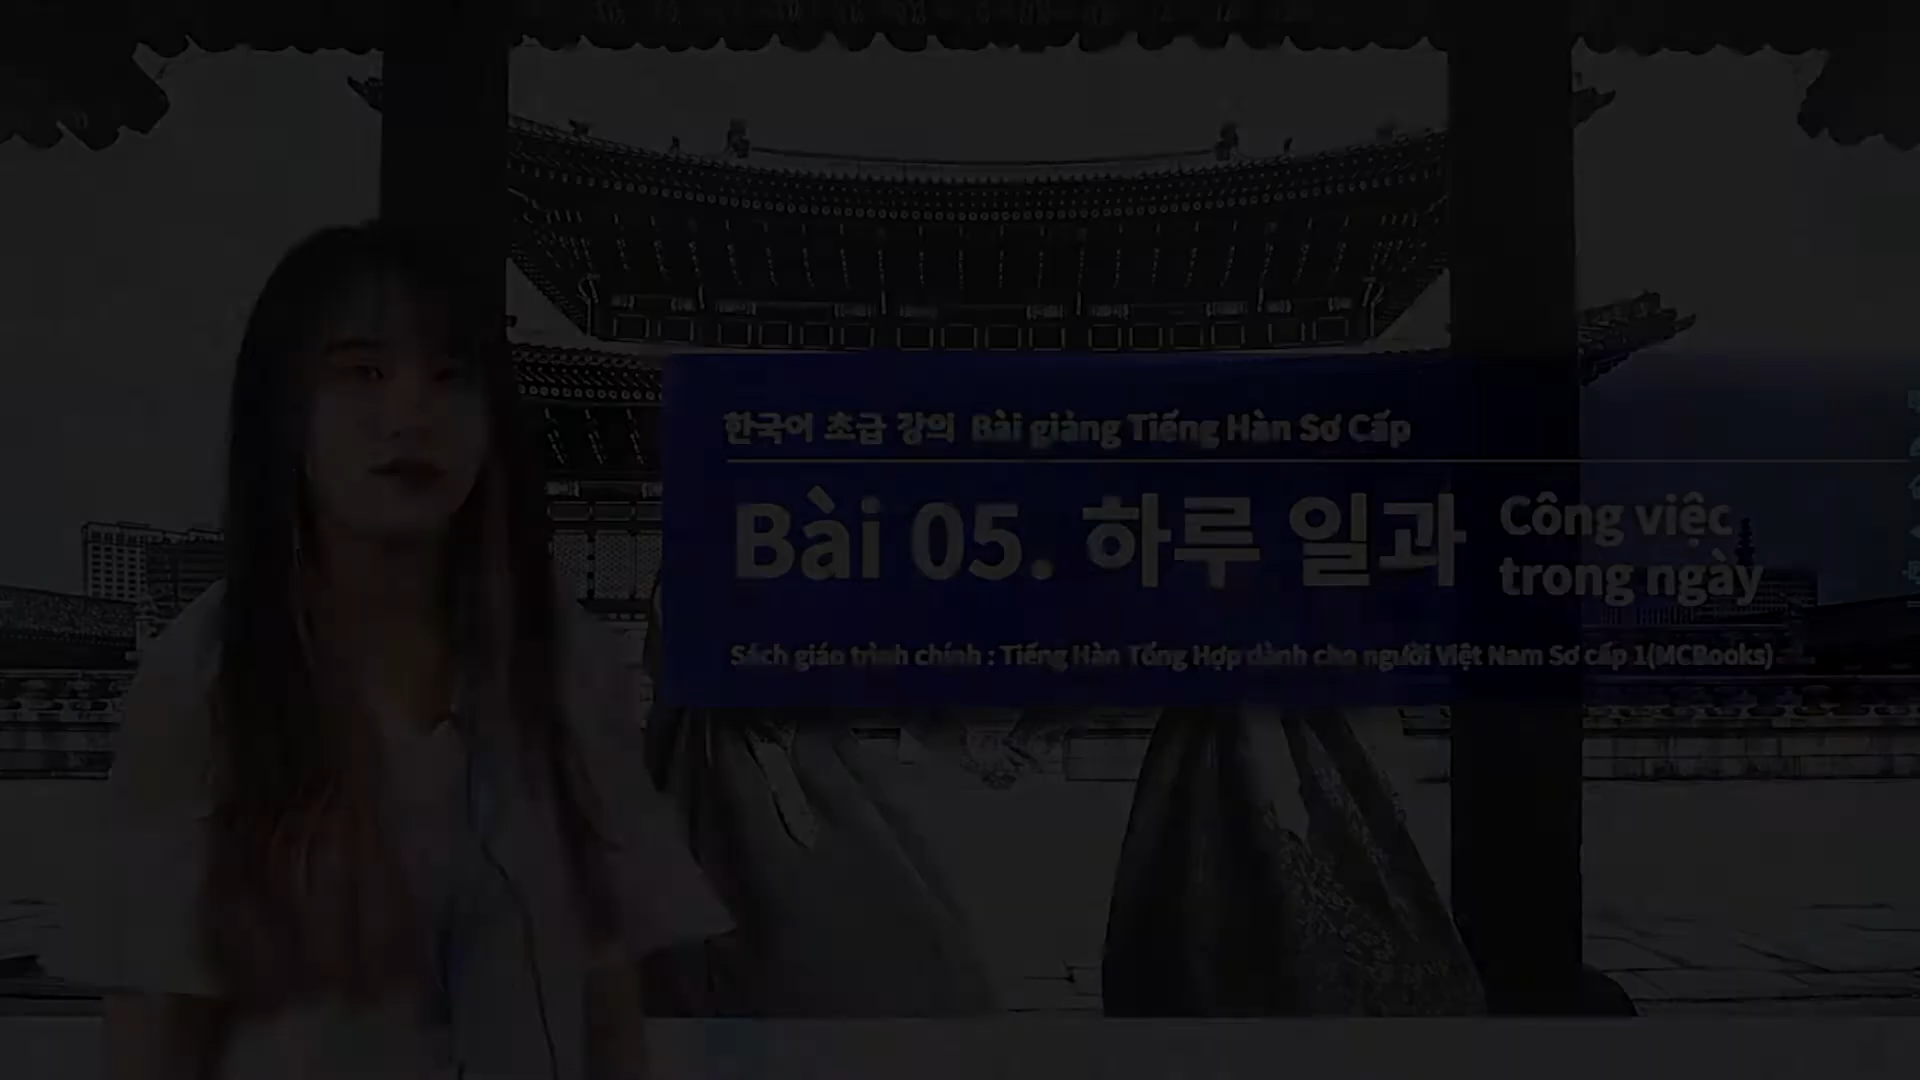 한국어 초급 강의 Bài giảng Tiếng Hàn Sơ Cấp
Bài 05. 하루 일과 Công việc
trong ngày
Sách giáo trình chính : Tiếng Hàn Tổng Hợp dành cho người Việt Nam Sơ cấp 1(MCBooks)